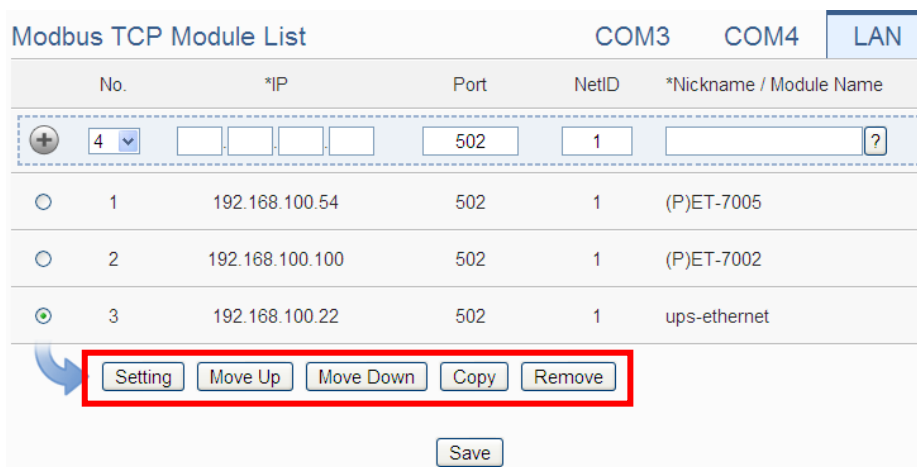 Modbus TCP Module List COM3 COM4 LAN
No. *IP Port NetID *Nickname / Module Name
4 . . . 502 1 ?
1 192.168.100.54 502 1 (P)ET-7005
2 192.168.100.100 502 1 (P)ET-7002
3 192.168.100.22 502 1 ups-ethernet
Setting Move Up Move Down Copy Remove
Save